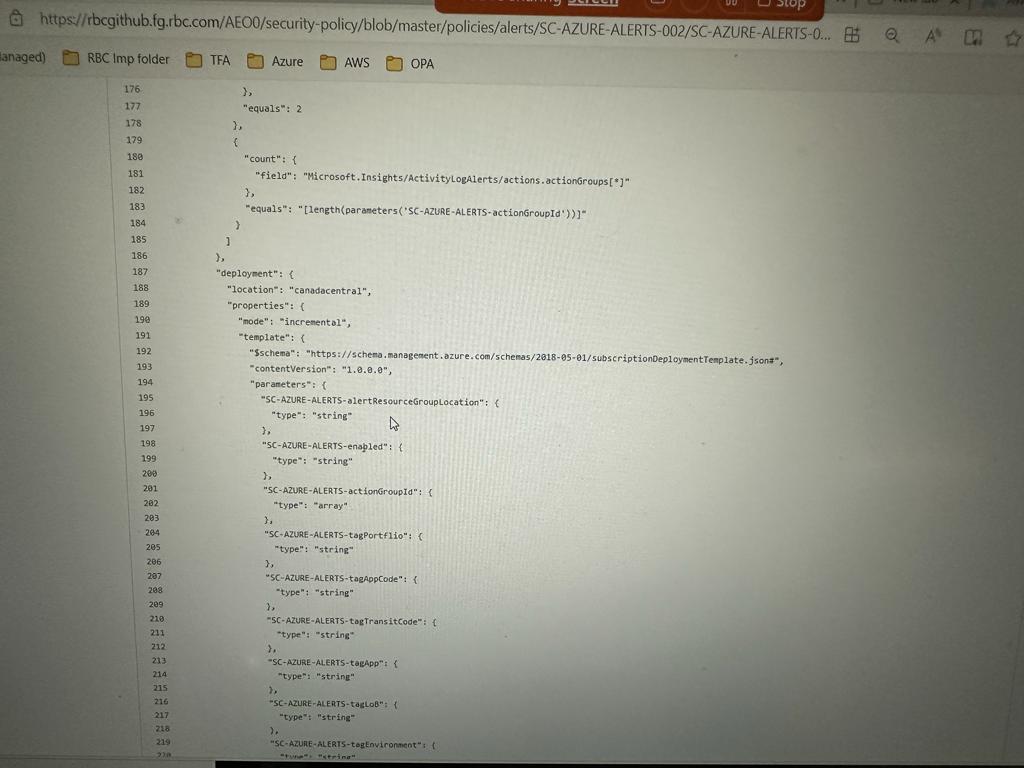 Screen
Stop
https://rbcgithub.fg.rbc.com/AEO0/security-policy/blob/master/policies/alerts/SC-AZURE-ALERTS-002/SC-AZURE-ALERTS-0...
anaged) RBC Imp folder TFA Azure AWS OPA
176 },
177 "equals": 2
178 },
179 {
180 "count": {
181 "field": "Microsoft.Insights/ActivityLogAlerts/actions.actionGroups[*]"
182 },
183 "equals": "[length(parameters('SC-AZURE-ALERTS-actionGroupId'))]"
184 }
185 ]
186 },
187 "deployment": {
188 "location": "canadacentral",
189 "properties": {
190 "mode": "incremental",
191 "template": {
192 "$schema": "https://schema.management.azure.com/schemas/2018-05-01/subscriptionDeploymentTemplate.json#",
193 "contentVersion": "1.0.0.0",
194 "parameters": {
195 "SC-AZURE-ALERTS-alertResourceGroupLocation": {
196 "type": "string"
197 },
198 "SC-AZURE-ALERTS-enabled": {
199 "type": "string"
200 },
201 "SC-AZURE-ALERTS-actionGroupId": {
202 "type": "array"
203 },
204 "SC-AZURE-ALERTS-tagPortflio": {
205 "type": "string"
206 },
207 "SC-AZURE-ALERTS-tagAppCode": {
208 "type": "string"
209 },
210 "SC-AZURE-ALERTS-tagTransitCode": {
211 "type": "string"
212 },
213 "SC-AZURE-ALERTS-tagApp": {
214 "type": "string"
215 },
216 "SC-AZURE-ALERTS-tagLoB": {
217 "type": "string"
218 },
219 "SC-AZURE-ALERTS-tagEnvironment": {
220 "type": "string"